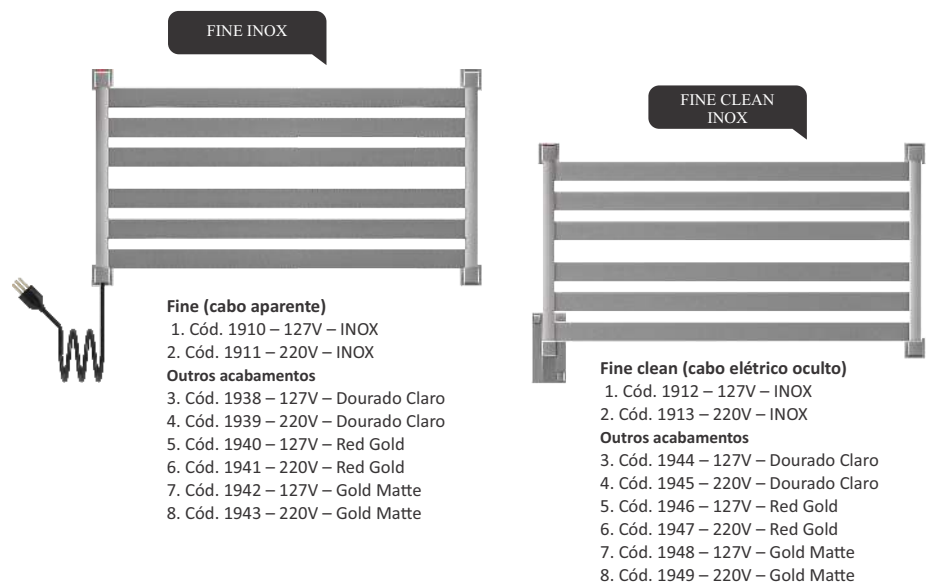 FINE INOX
Fine (cabo aparente)
1. Cód. 1910 – 127V – INOX
2. Cód. 1911 – 220V – INOX
Outros acabamentos
3. Cód. 1938 – 127V – Dourado Claro
4. Cód. 1939 – 220V – Dourado Claro
5. Cód. 1940 – 127V – Red Gold
6. Cód. 1941 – 220V – Red Gold
7. Cód. 1942 – 127V – Gold Matte
8. Cód. 1943 – 220V – Gold Matte
FINE CLEAN
INOX
Fine clean (cabo elétrico oculto)
1. Cód. 1912 – 127V – INOX
2. Cód. 1913 – 220V – INOX
Outros acabamentos
3. Cód. 1944 – 127V – Dourado Claro
4. Cód. 1945 – 220V – Dourado Claro
5. Cód. 1946 – 127V – Red Gold
6. Cód. 1947 – 220V – Red Gold
7. Cód. 1948 – 127V – Gold Matte
8. Cód. 1949 – 220V – Gold Matte